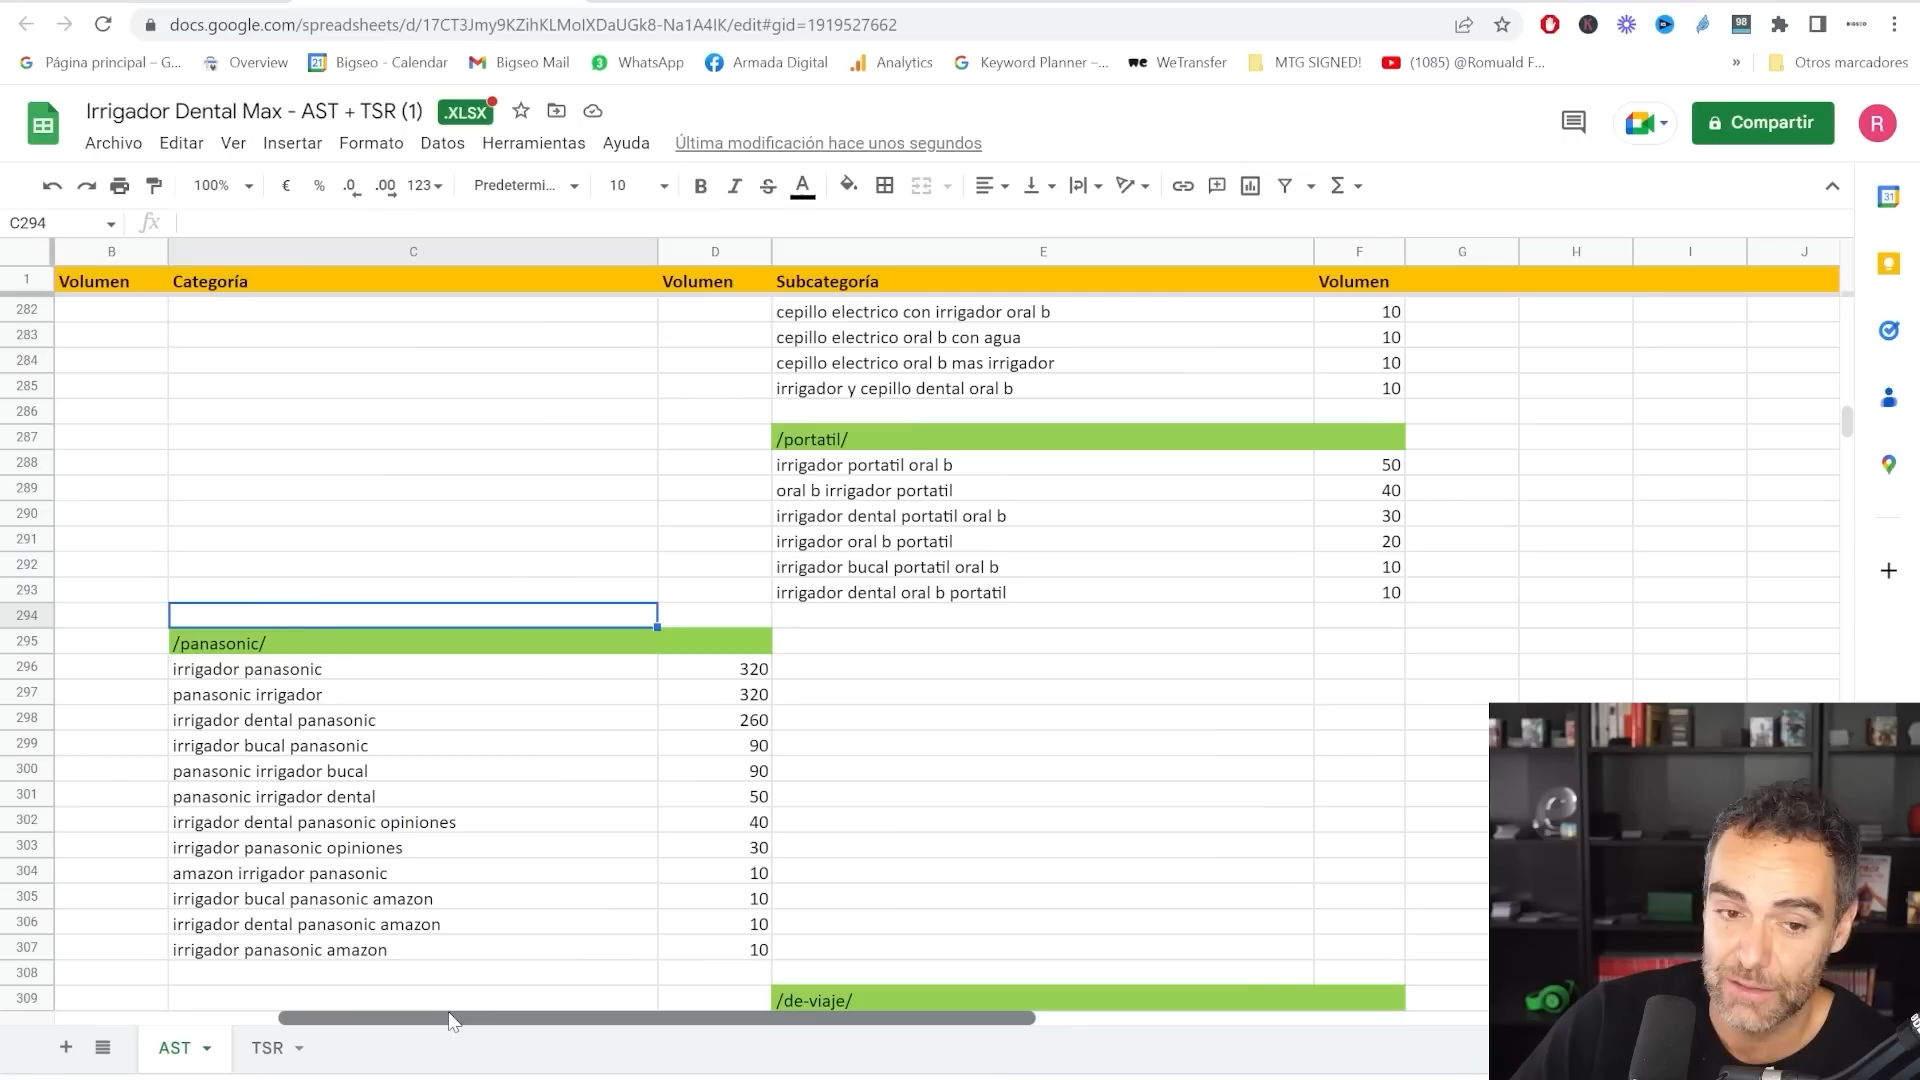 docs.google.com/spreadsheets/d/17CT3Jmy9KZihKLMoIXDaUGk8-Na1A4IK/edit#gid=1919527662
98
Página principal – G...
Overview
21
Bigseo - Calendar
Bigseo Mail
3
WhatsApp
Armada Digital
Analytics
Keyword Planner –...
we
WeTransfer
MTG SIGNED!
(1085) @Romuald F...
»
Otros marcadores
Irrigador Dental Max - AST + TSR (1)
.XLSX
Compartir
R
Archivo
Editar
Ver
Insertar
Formato
Datos
Herramientas
Ayuda
Última modificación hace unos segundos
100%
€
%
.0
.00
123
Predetermi...
10
B
I
S
A
Σ
31
C294
fx
B
C
D
E
F
G
H
I
J
1 Volumen Categoría Volumen Subcategoría Volumen
282 cepillo electrico con irrigador oral b 10
283 cepillo electrico oral b con agua 10
284 cepillo electrico oral b mas irrigador 10
285 irrigador y cepillo dental oral b 10
286
287 /portatil/
288 irrigador portatil oral b 50
289 oral b irrigador portatil 40
290 irrigador dental portatil oral b 30
291 irrigador oral b portatil 20
292 irrigador bucal portatil oral b 10
293 irrigador dental oral b portatil 10
294
295 /panasonic/
296 irrigador panasonic 320
297 panasonic irrigador 320
298 irrigador dental panasonic 260
299 irrigador bucal panasonic 90
300 panasonic irrigador bucal 90
301 panasonic irrigador dental 50
302 irrigador dental panasonic opiniones 40
303 irrigador panasonic opiniones 30
304 amazon irrigador panasonic 10
305 irrigador bucal panasonic amazon 10
306 irrigador dental panasonic amazon 10
307 irrigador panasonic amazon 10
308
309 /de-viaje/
AST
TSR